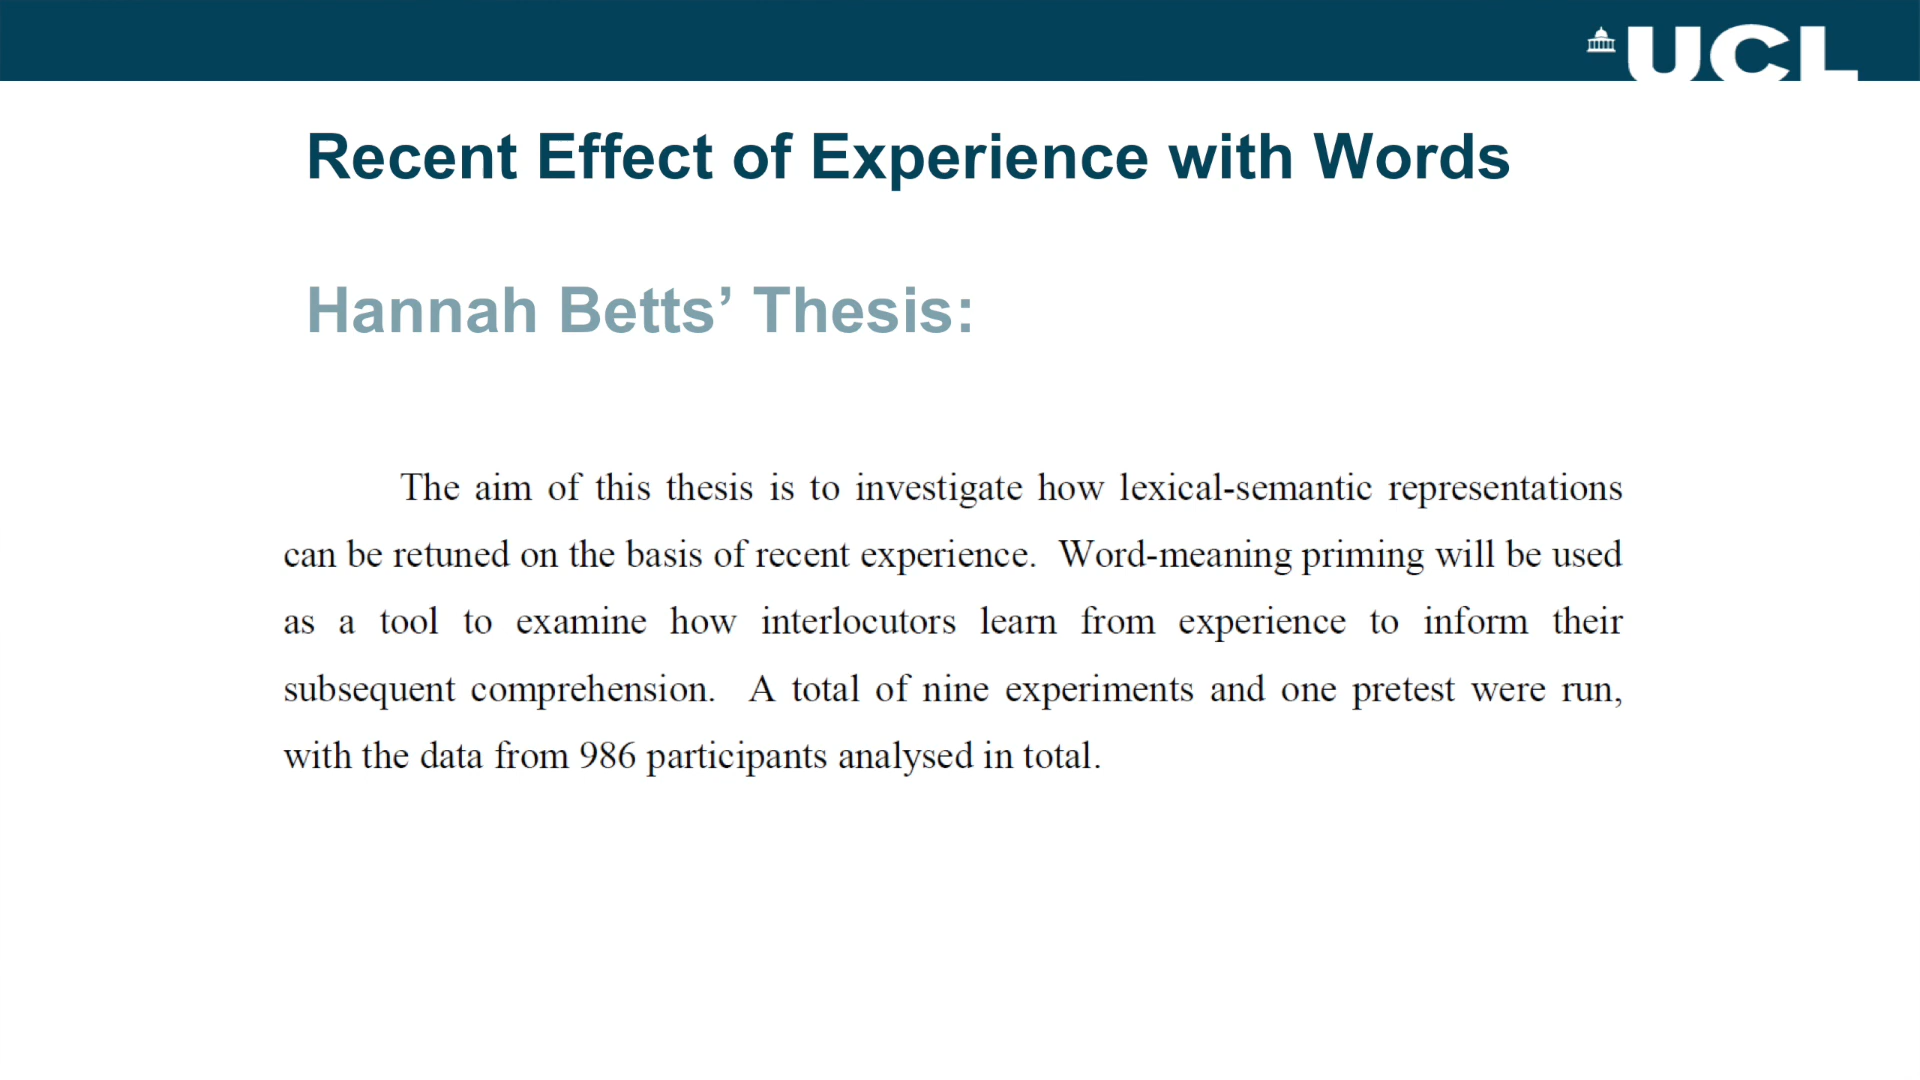 UCL
Recent Effect of Experience with Words
Hannah Betts’ Thesis:
The aim of this thesis is to investigate how lexical-semantic representations
can be retuned on the basis of recent experience. Word-meaning priming will be used
as a tool to examine how interlocutors learn from experience to inform their
subsequent comprehension. A total of nine experiments and one pretest were run,
with the data from 986 participants analysed in total.